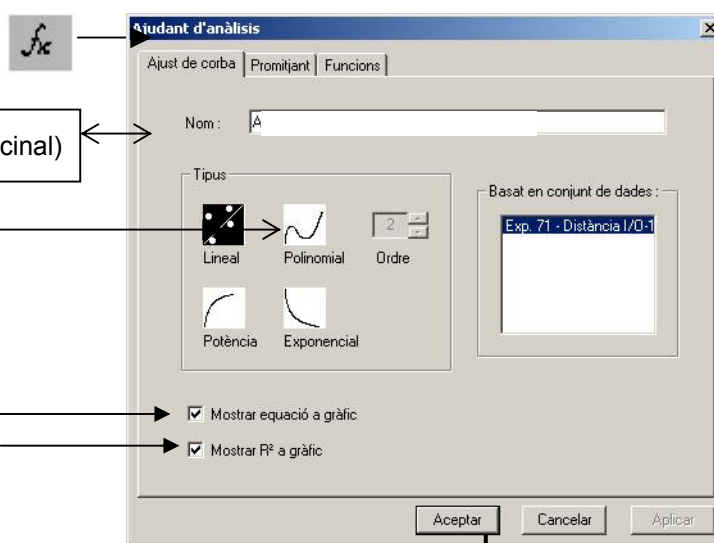 fx
Ajudant d'anàlisis
Ajust de corba Promitjant Funcions
cinal)
Nom : A
Tipus
Basat en conjunt de dades :
Exp. 71 - Distància I/O-1
2
Lineal Polinomial Ordre
Potència Exponencial
Mostrar equació a gràfic
Mostrar R² a gràfic
Aceptar Cancelar Aplicar